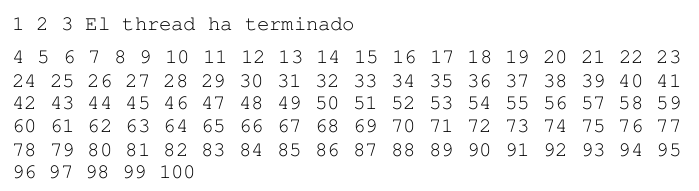 1 2 3 El thread ha terminado
4 5 6 7 8 9 10 11 12 13 14 15 16 17 18 19 20 21 22 23
24 25 26 27 28 29 30 31 32 33 34 35 36 37 38 39 40 41
42 43 44 45 46 47 48 49 50 51 52 53 54 55 56 57 58 59
60 61 62 63 64 65 66 67 68 69 70 71 72 73 74 75 76 77
78 79 80 81 82 83 84 85 86 87 88 89 90 91 92 93 94 95
96 97 98 99 100